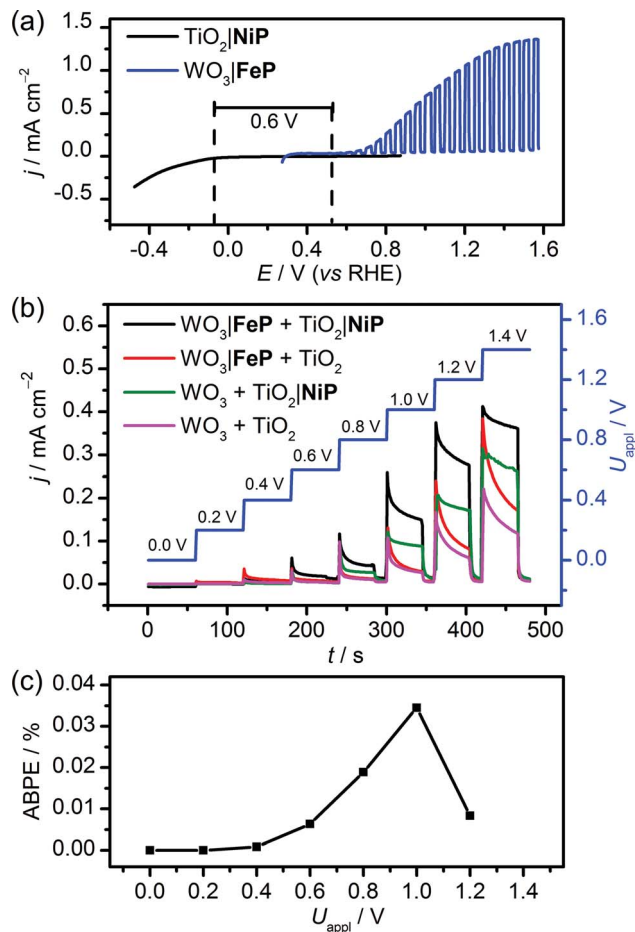 (a)
TiO₂|NiP
WO₃|FeP
0.6 V
j / mA cm⁻²
1.5
1.0
0.5
0.0
-0.5
-0.4 0.0 0.4 0.8 1.2 1.6
E / V (vs RHE)
(b)
WO₃|FeP + TiO₂|NiP
WO₃|FeP + TiO₂
WO₃ + TiO₂|NiP
WO₃ + TiO₂
0.0 V
0.2 V
0.4 V
0.6 V
0.8 V
1.0 V
1.2 V
1.4 V
j / mA cm⁻²
0.6
0.5
0.4
0.3
0.2
0.1
0.0
U appl / V
1.6
1.2
0.8
0.4
0.0
0 100 200 300 400 500
t / s
(c)
ABPE / %
0.04
0.03
0.02
0.01
0.00
0.0 0.2 0.4 0.6 0.8 1.0 1.2 1.4
U appl / V